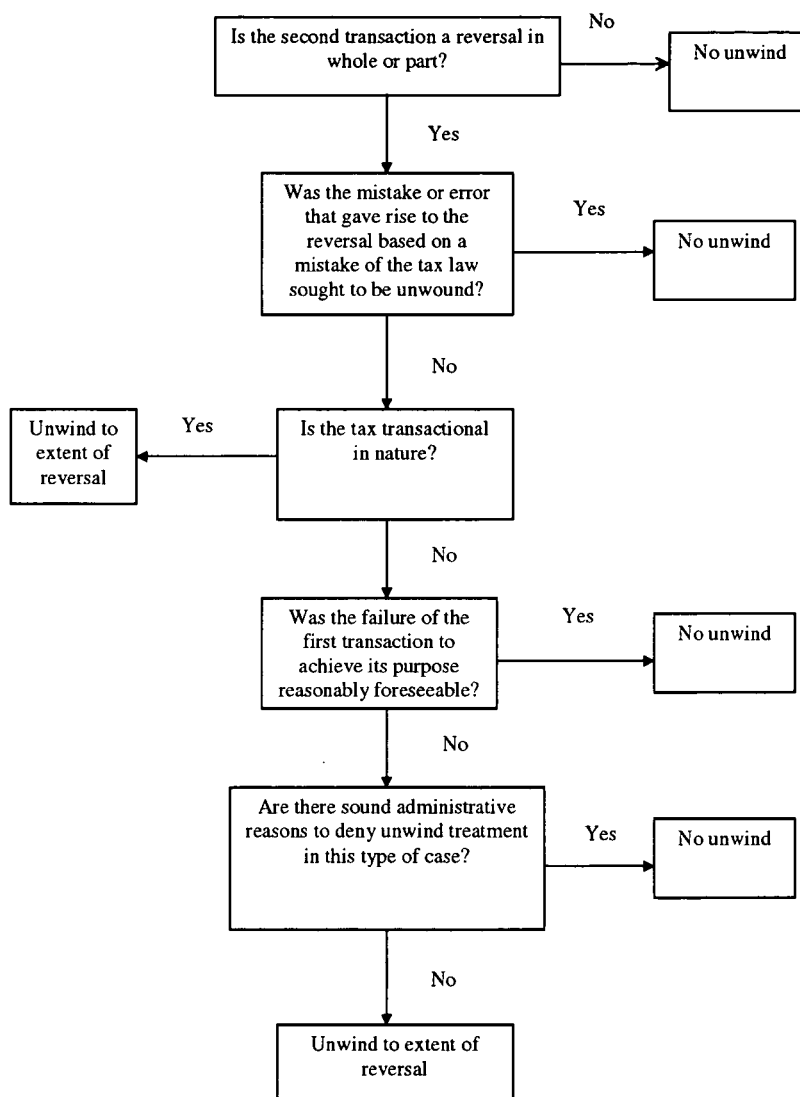 Is the second transaction a reversal in
whole or part?
No
No unwind
Yes
Was the mistake or error
that gave rise to the
reversal based on a
mistake of the tax law
sought to be unwound?
Yes
No unwind
No
Is the tax transactional
in nature?
Yes
Unwind to
extent of
reversal
No
Was the failure of the
first transaction to
achieve its purpose
reasonably foreseeable?
Yes
No unwind
No
Are there sound administrative
reasons to deny unwind treatment
in this type of case?
Yes
No unwind
No
Unwind to extent of
reversal